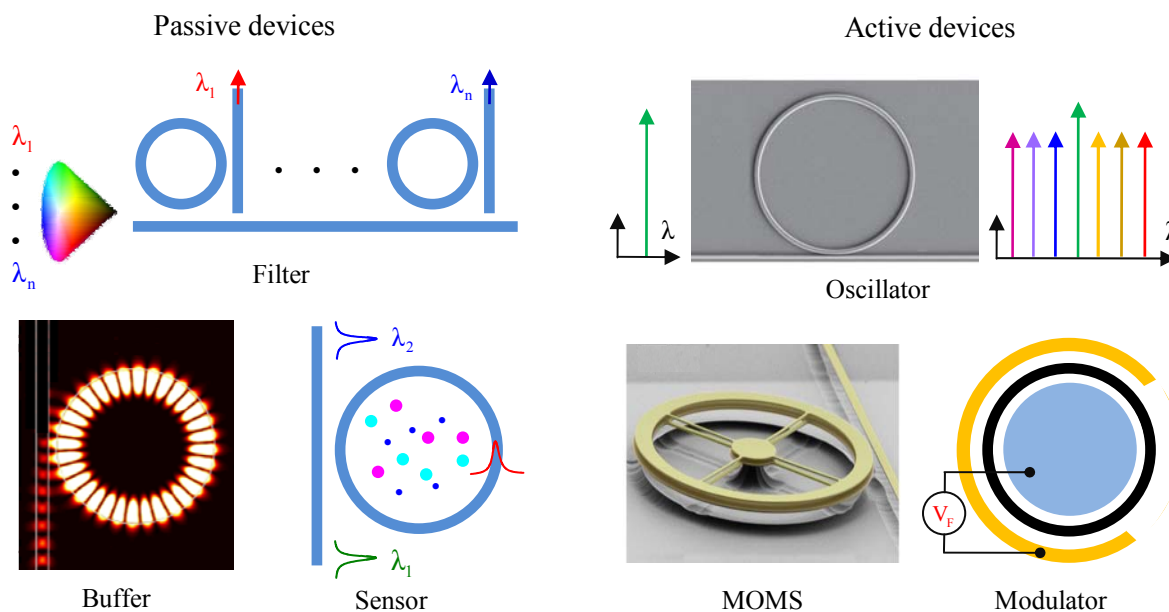 Passive devices
Active devices
λ1
λn
λ1
λn
Filter
λ
λ
Oscillator
λ2
λ1
VF
Buffer
Sensor
MOMS
Modulator